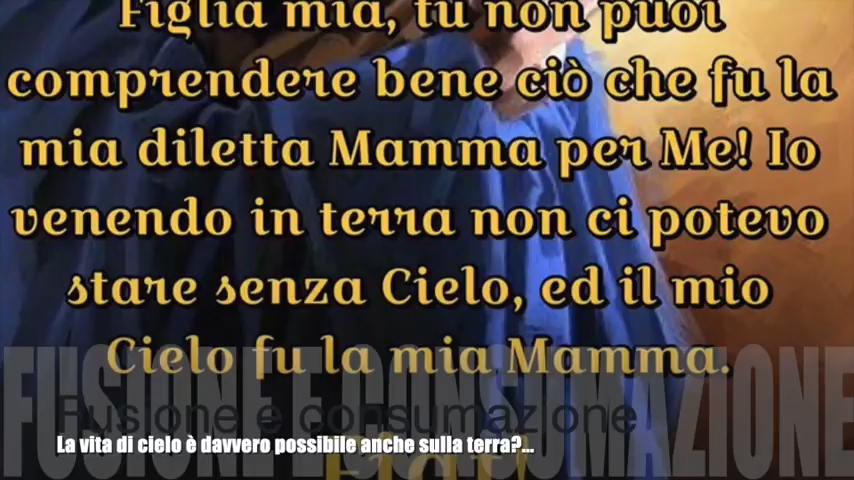 Figlia mia, tu non puoi
comprendere bene ciò che fu la
mia diletta Mamma per Me! Io
venendo in terra non ci potevo
stare senza Cielo, ed il mio
Cielo fu la mia Mamma.
FUSIONE E CONSUMAZIONE
Fusione e consumazione
La vita di cielo è davvero possibile anche sulla terra?...